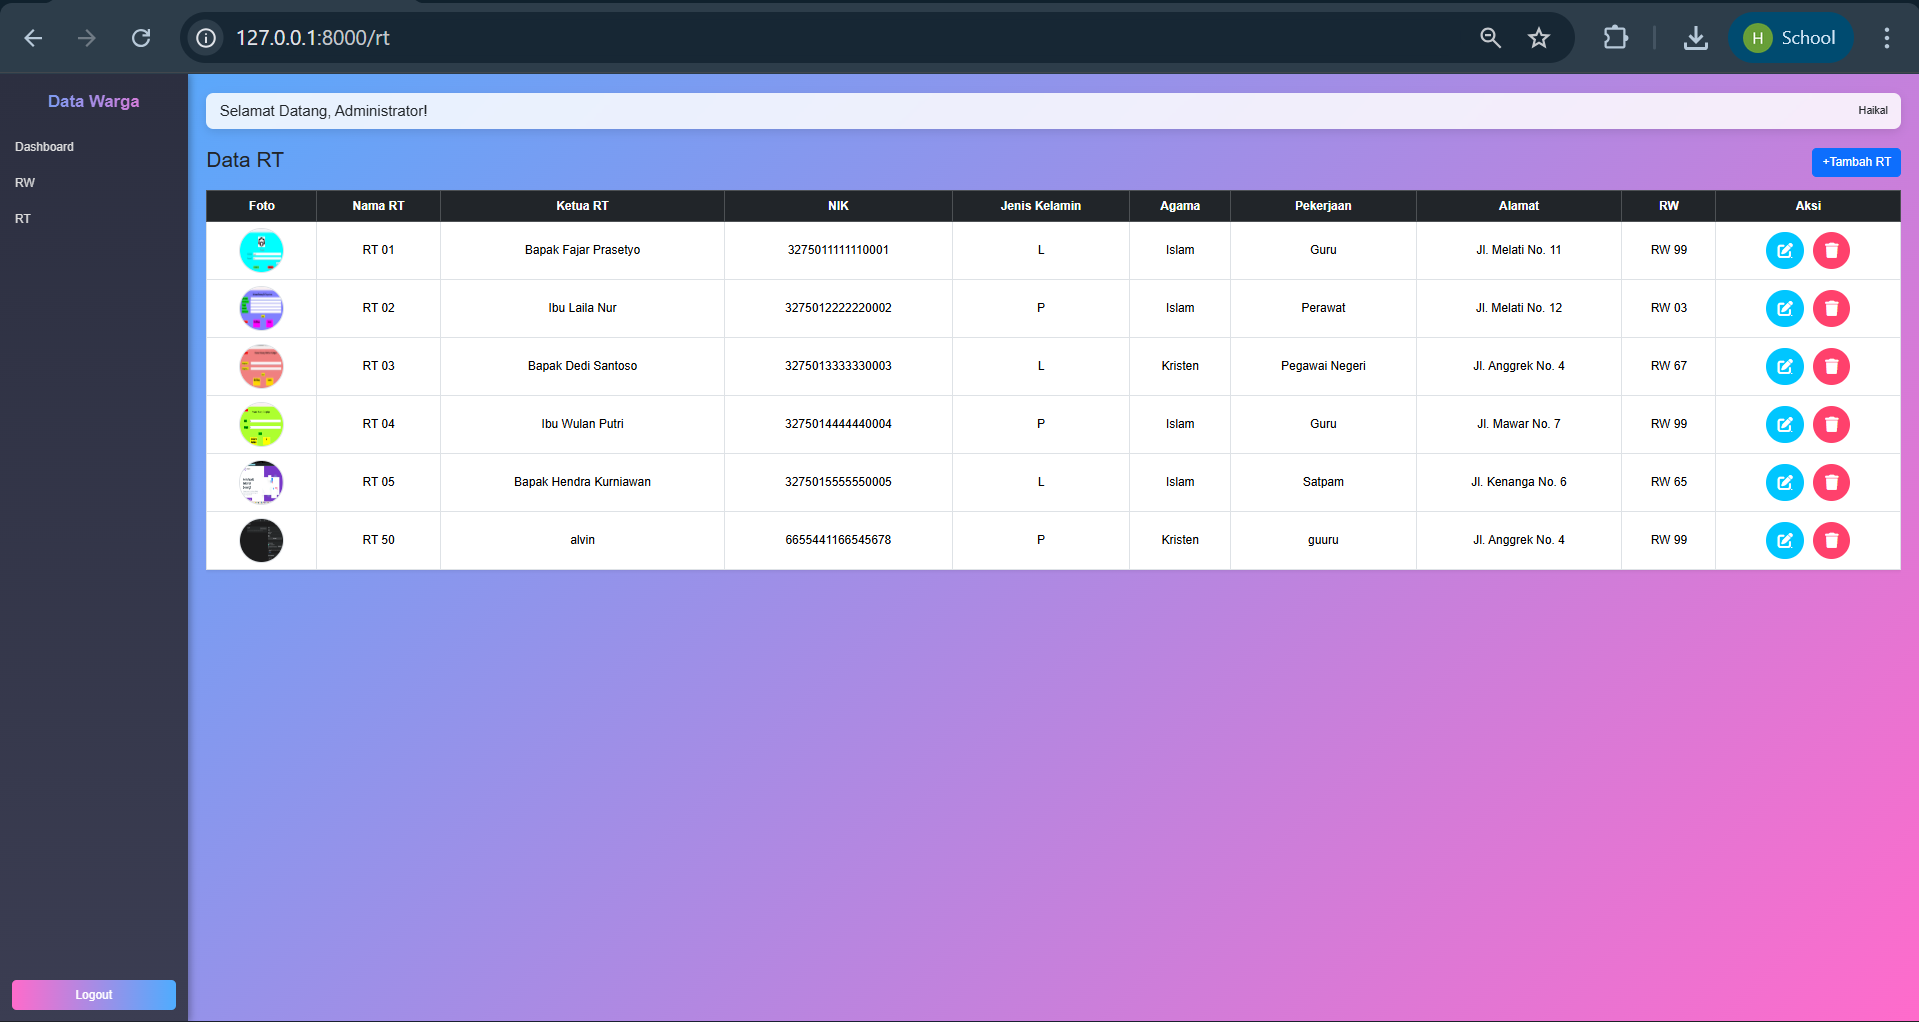 127.0.0.1:8000/rt
H School
Data Warga
Dashboard
RW
RT
Logout
Selamat Datang, Administrator!
Haikal
Data RT
+Tambah RT
Foto Nama RT Ketua RT NIK Jenis Kelamin Agama Pekerjaan Alamat RW Aksi
RT 01 Bapak Fajar Prasetyo 3275011111110001 L Islam Guru Jl. Melati No. 11 RW 99
RT 02 Ibu Laila Nur 3275012222220002 P Islam Perawat Jl. Melati No. 12 RW 03
RT 03 Bapak Dedi Santoso 3275013333330003 L Kristen Pegawai Negeri Jl. Anggrek No. 4 RW 67
RT 04 Ibu Wulan Putri 3275014444440004 P Islam Guru Jl. Mawar No. 7 RW 99
RT 05 Bapak Hendra Kurniawan 3275015555550005 L Islam Satpam Jl. Kenanga No. 6 RW 65
RT 50 alvin 6655441166545678 P Kristen guuru Jl. Anggrek No. 4 RW 99